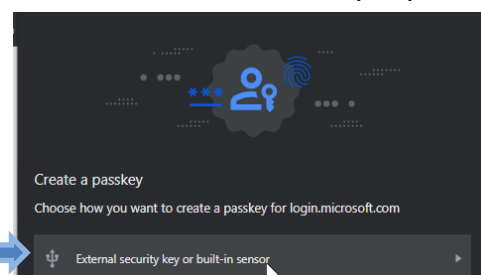 Create a passkey
Choose how you want to create a passkey for login.microsoft.com
External security key or built-in sensor